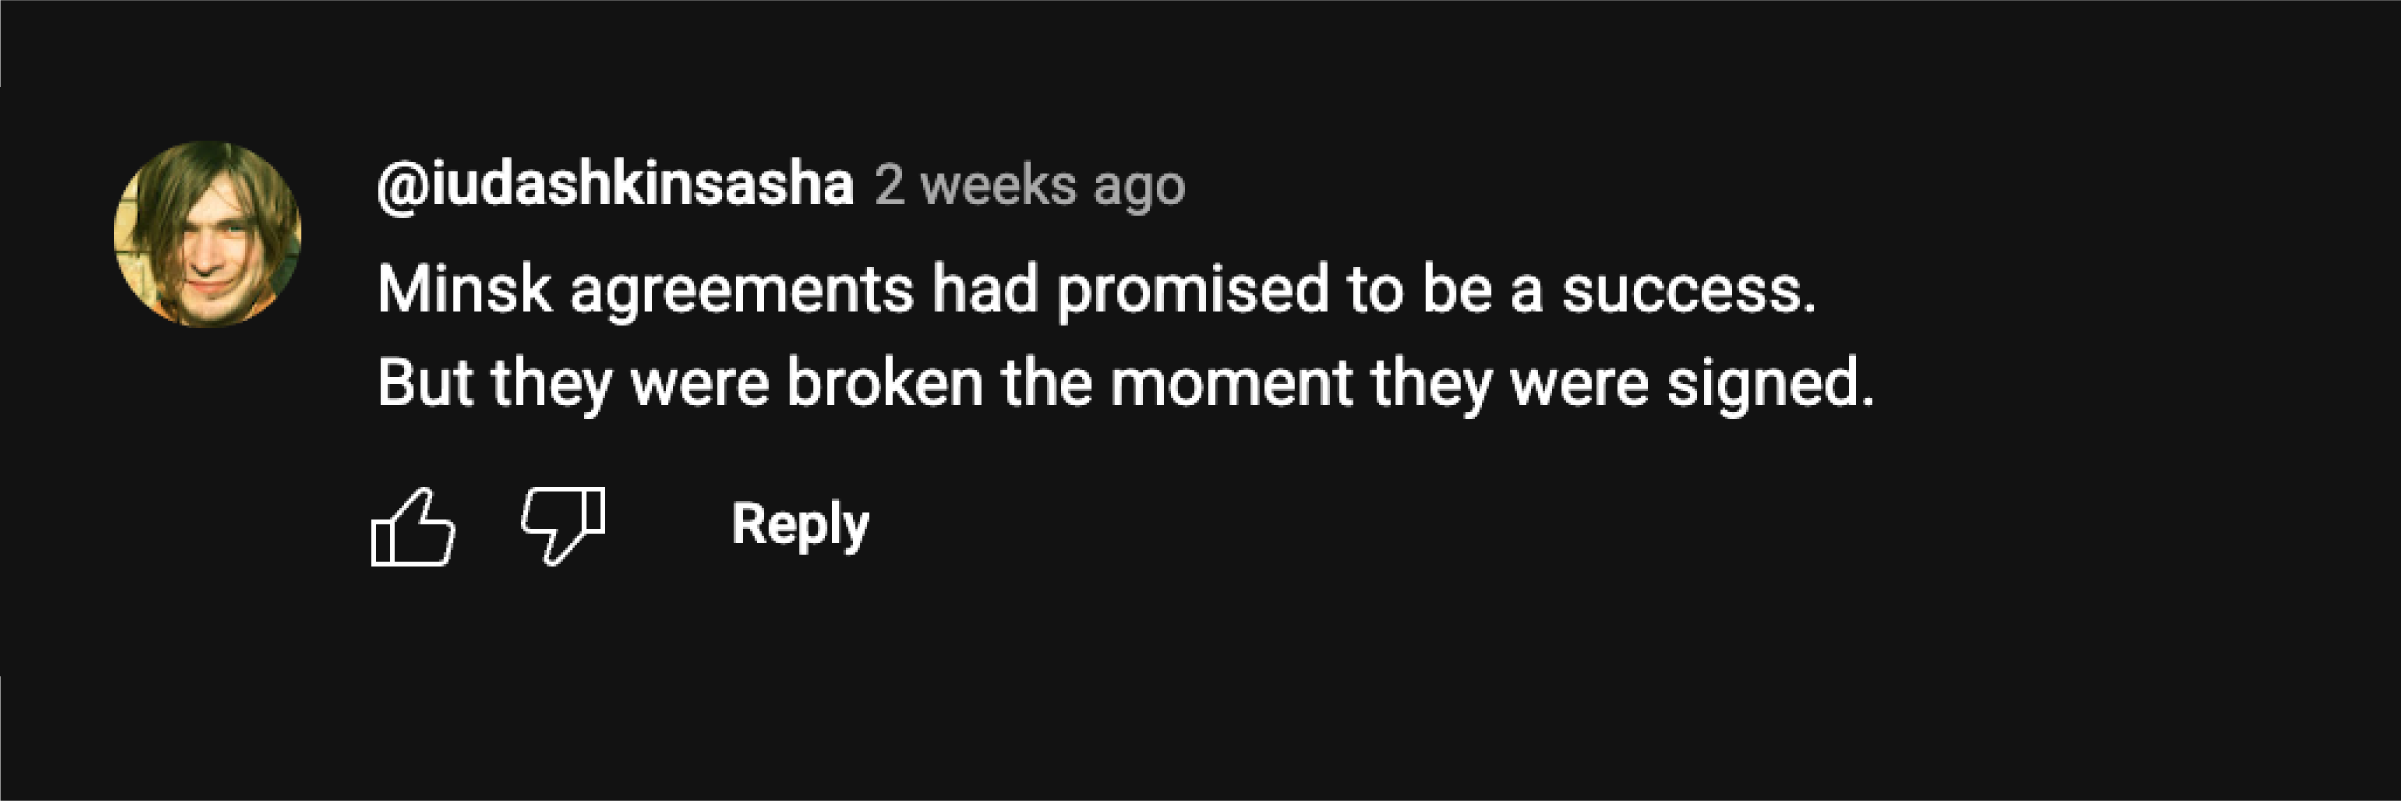 @iudashkinsasha 2 weeks ago
Minsk agreements had promised to be a success.
But they were broken the moment they were signed.
Reply